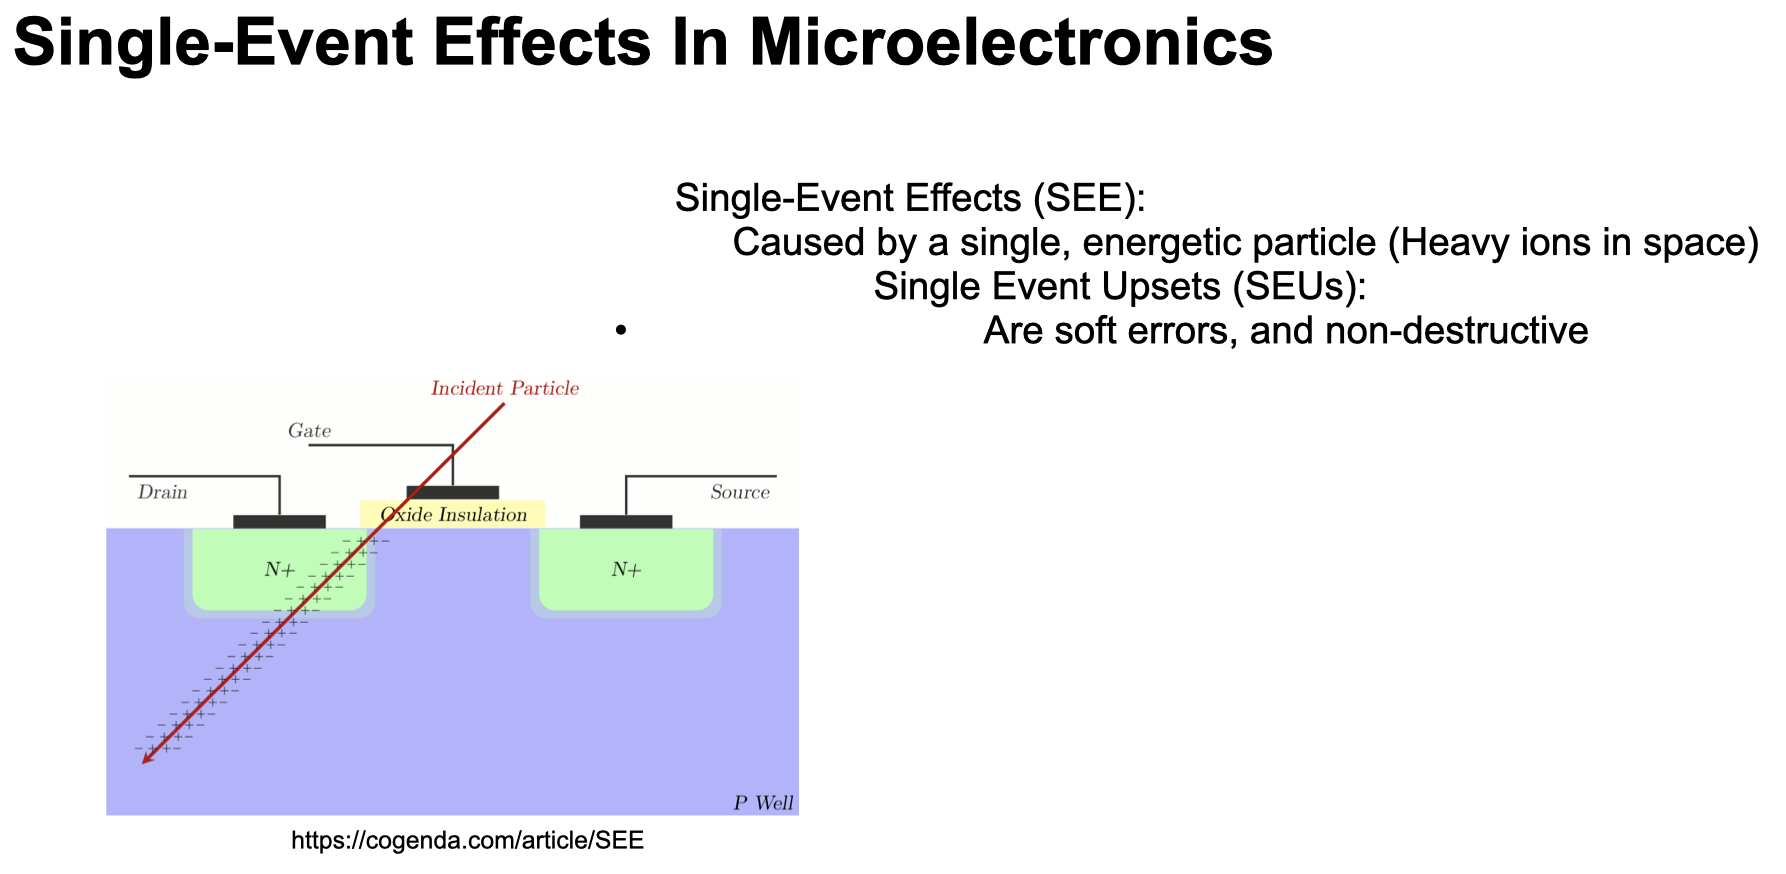 Single-Event Effects In Microelectronics
Single-Event Effects (SEE):
Caused by a single, energetic particle (Heavy ions in space)
Single Event Upsets (SEUs):
• Are soft errors, and non-destructive
Incident Particle
Gate
Drain
Source
Oxide Insulation
N+
N+
P Well
https://cogenda.com/article/SEE